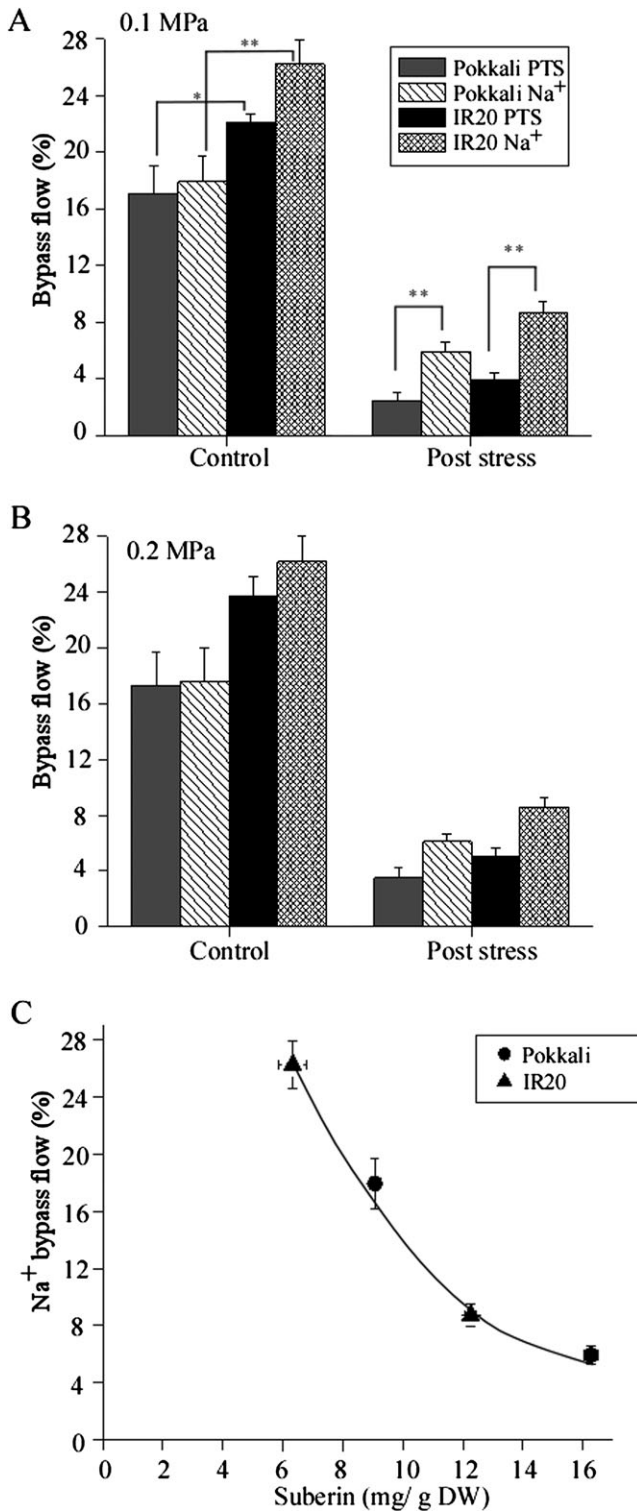 A
0.1 MPa
Pokkali PTS
Pokkali Na+
IR20 PTS
IR20 Na+
**
*
**
**
Bypass flow (%)
28
24
22
16
12
8
4
0
Control
Post stress
B
0.2 MPa
Bypass flow (%)
28
24
20
16
8
4
0
Control
Post stress
C
Pokkali
IR20
Na+ bypass flow (%)
28
24
18
16
12
8
4
0
0
2
4
6
8
10
12
14
16
Suberin (mg/ g DW)